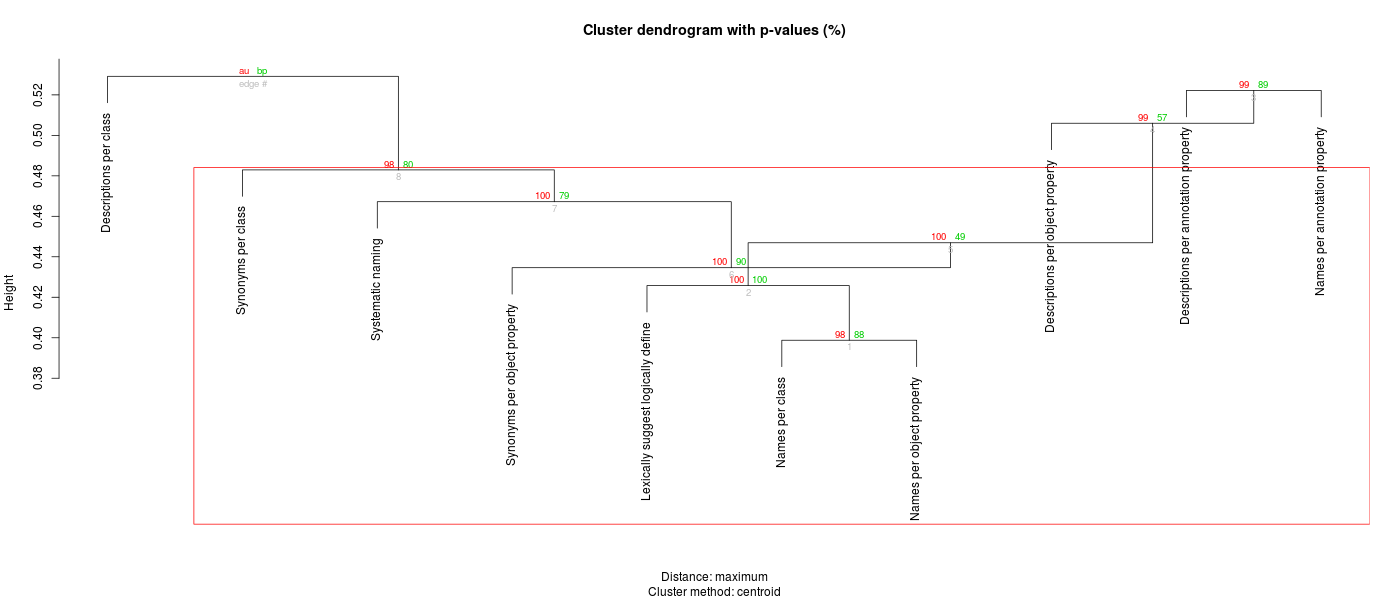 Cluster dendrogram with p-values (%)
au bp
edge #
99 89
3
99 57
4
98 80
8
100 79
7
100 49
5
100 90
6
100 100
2
98 88
1
Height
0.52
0.50
0.48
0.46
0.44
0.42
0.40
0.38
Descriptions per class
Synonyms per class
Systematic naming
Synonyms per object property
Lexically suggest logically define
Names per class
Names per object property
Descriptions per object property
Descriptions per annotation property
Names per annotation property
Distance: maximum
Cluster method: centroid